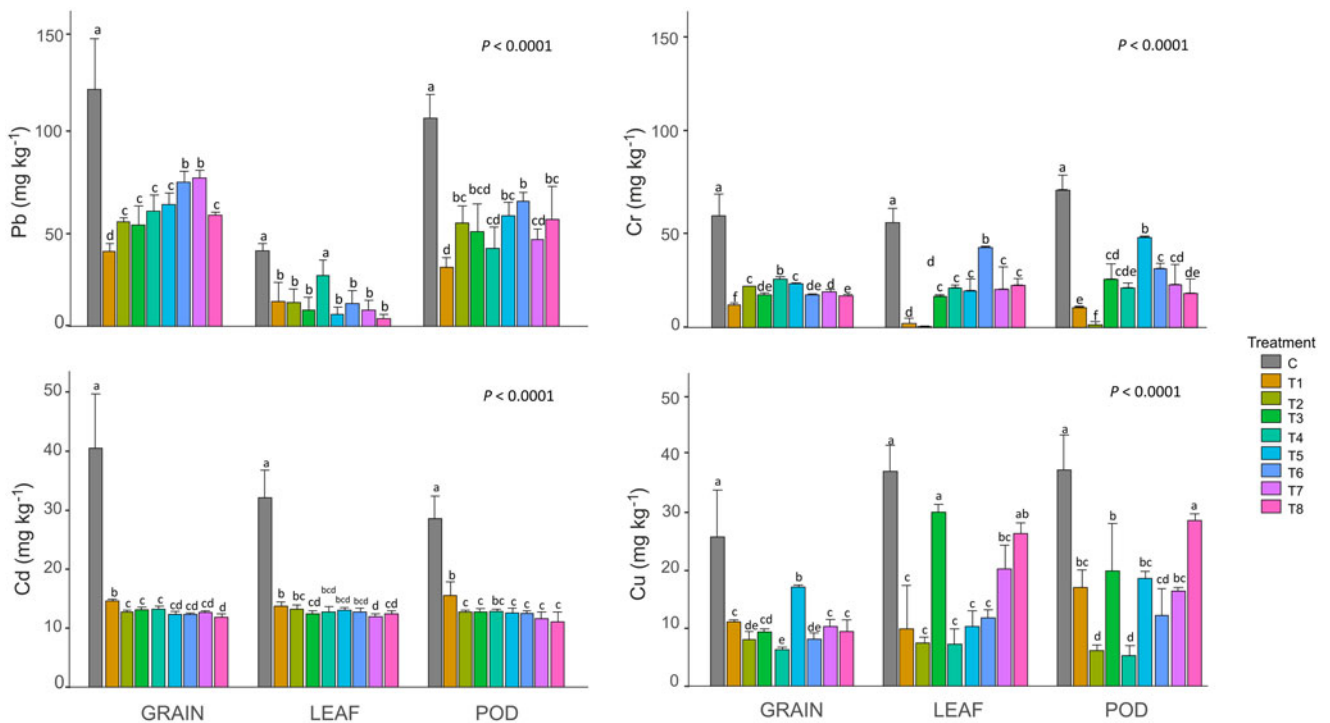 Pb (mg kg-1)
150
100
50
0
P < 0.0001
a d c c c c b b c
a b b b a b b b b
a d bc bcd cd bc b cd bc
Cr (mg kg-1)
150
100
50
0
P < 0.0001
a f c de b c de d e
a d d c c c b c c
a e f cd cde b c cd de
Cd (mg kg-1)
50
40
30
20
10
0
P < 0.0001
a b c c c cd cd cd d
a b bc cd bcd bcd bcd d cd
a b c c c c c c c
GRAIN LEAF POD
Cu (mg kg-1)
50
40
30
20
10
0
P < 0.0001
a c de cd e b de c c
a c c a c c c bc ab
a bc d b d bc cd bc a
GRAIN LEAF POD
Treatment
C
T1
T2
T3
T4
T5
T6
T7
T8